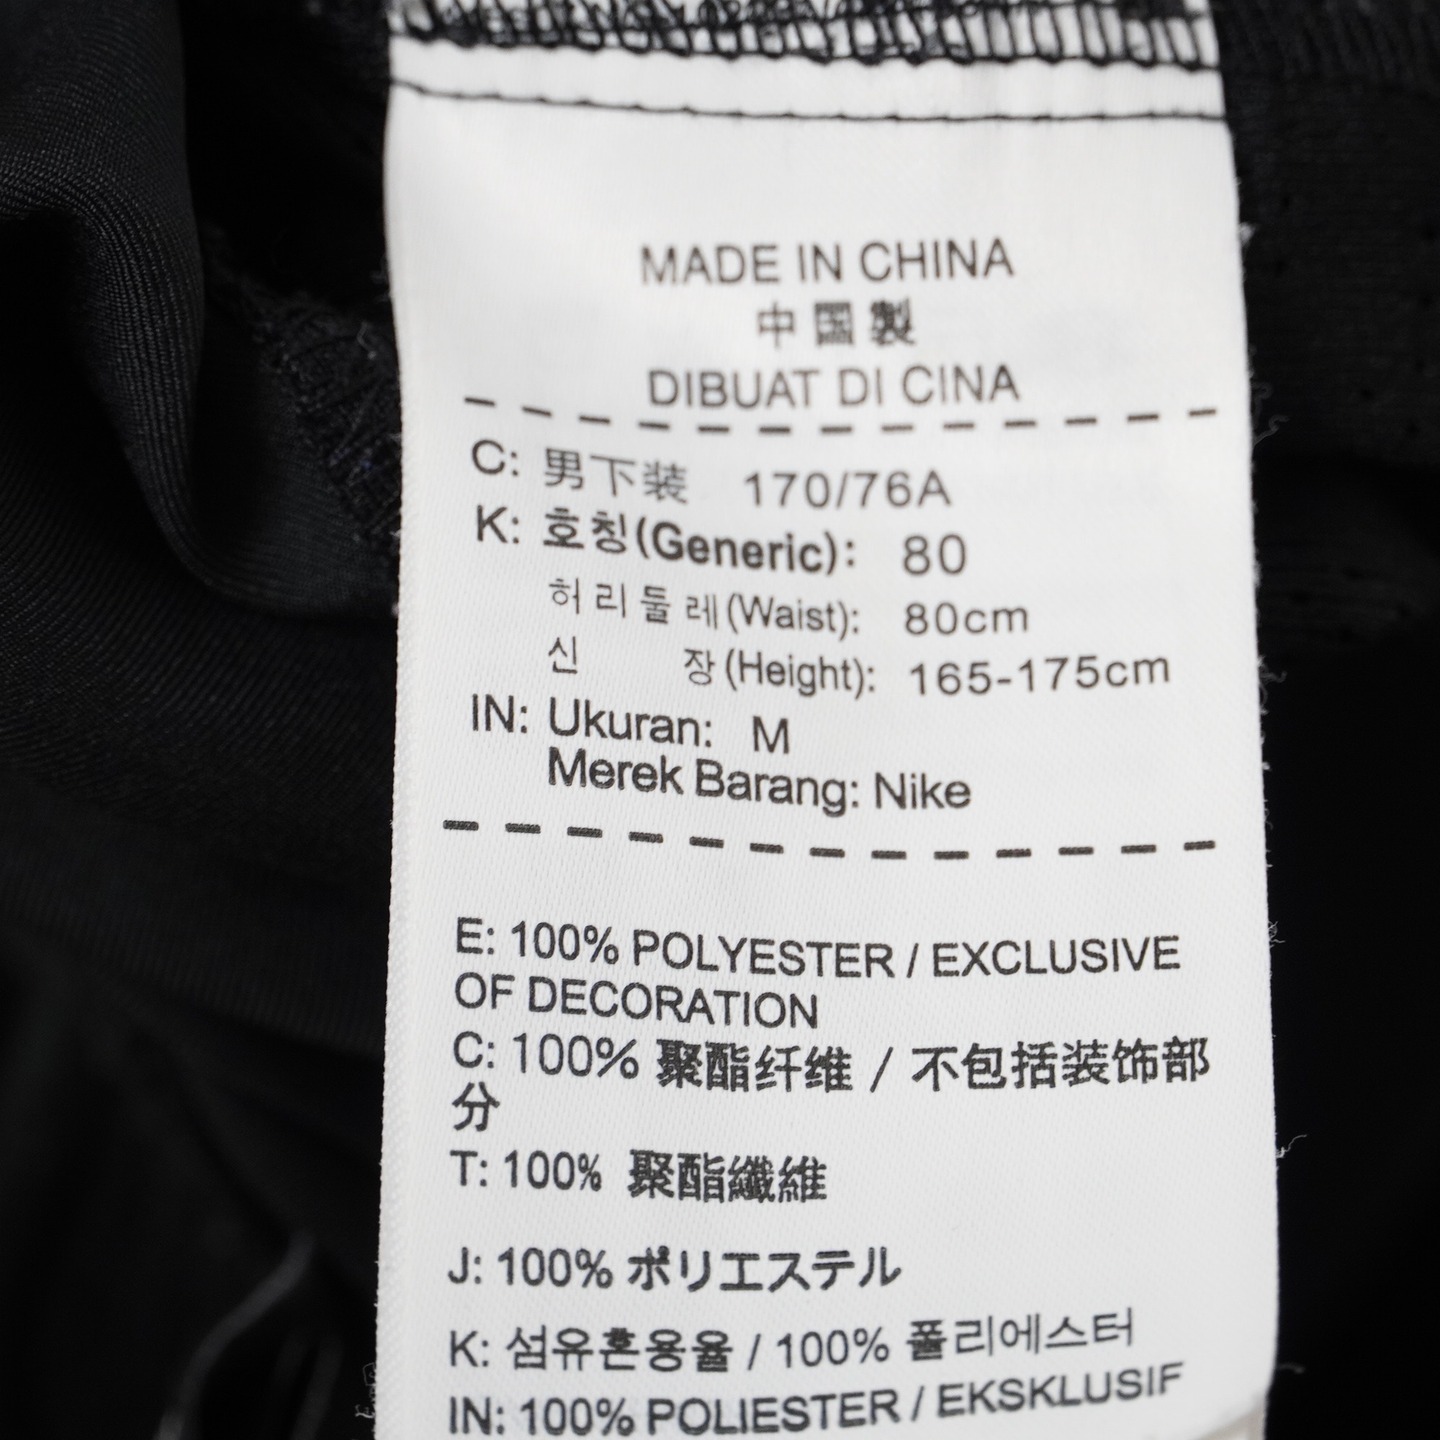 MADE IN CHINA
中国製
DIBUAT DI CINA
C: 男下装 170/76A
K: 호칭(Generic): 80
허리둘레(Waist): 80cm
신 장(Height): 165-175cm
IN: Ukuran: M
Merek Barang: Nike
E: 100% POLYESTER / EXCLUSIVE
OF DECORATION
C: 100% 聚酯纤维 / 不包括装饰部
分
T: 100% 聚酯纖維
J: 100% ポリエステル
K: 섬유혼용율 / 100% 폴리에스터
IN: 100% POLIESTER / EKSKLUSIF